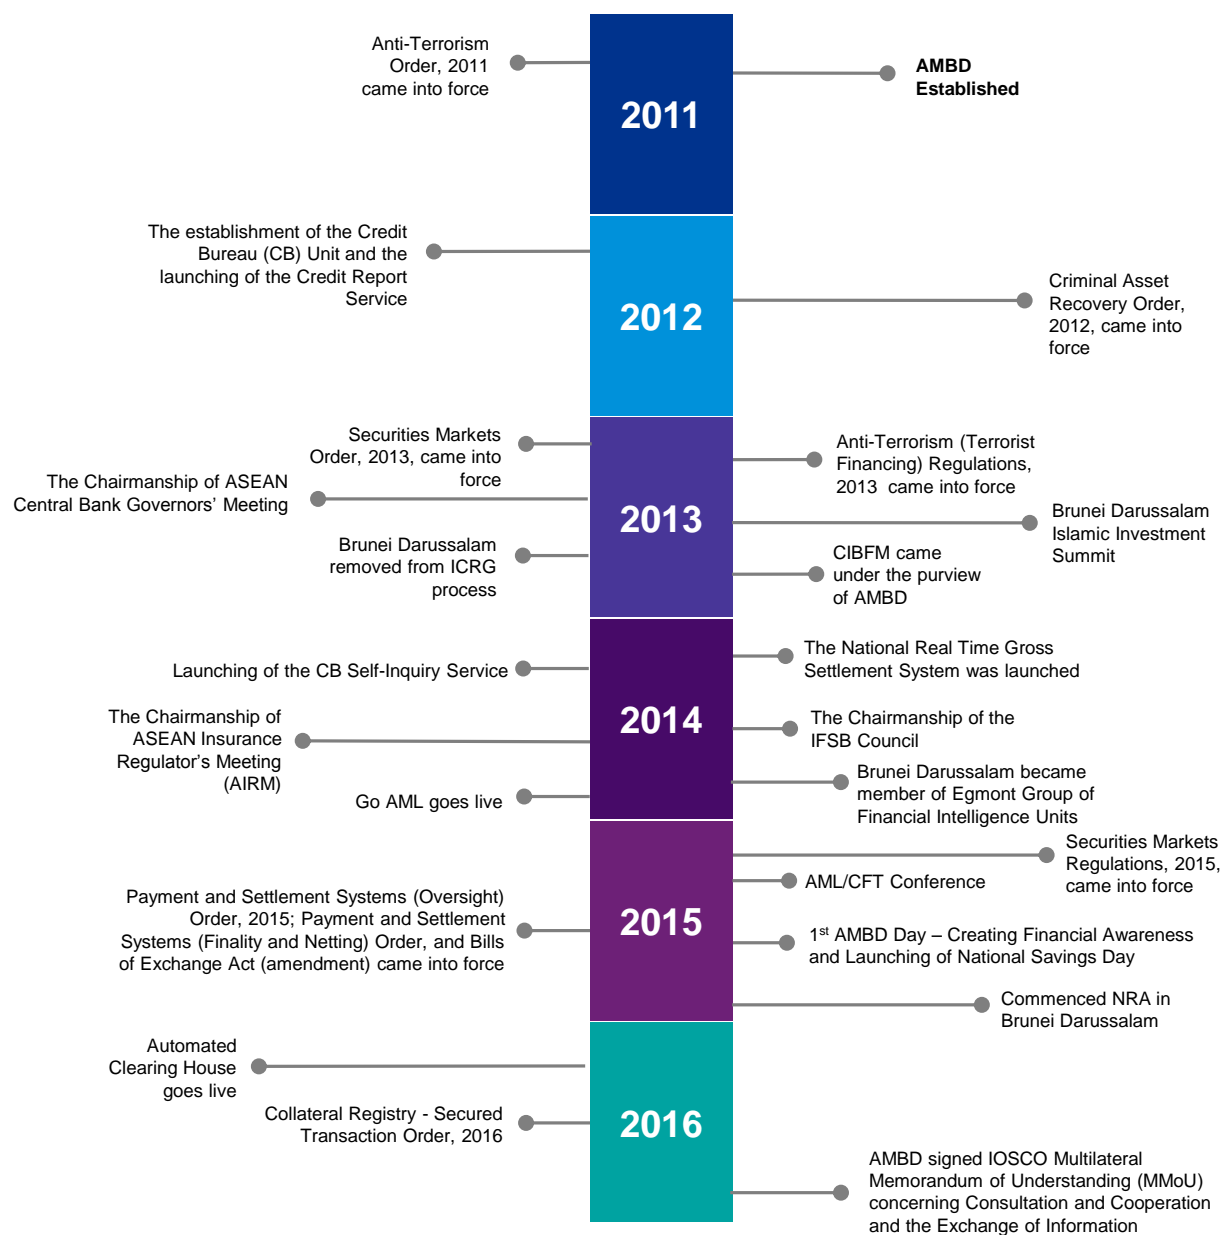 Anti-Terrorism
Order, 2011
came into force
AMBD
Established
2011
The establishment of the Credit
Bureau (CB) Unit and the
launching of the Credit Report
Service
Criminal Asset
Recovery Order,
2012, came into
force
2012
Securities Markets
Order, 2013, came into
force
The Chairmanship of ASEAN
Central Bank Governors’ Meeting
Brunei Darussalam
removed from ICRG
process
2013
Anti-Terrorism (Terrorist
Financing) Regulations,
2013 came into force
Brunei Darussalam
Islamic Investment
Summit
CIBFM came
under the purview
of AMBD
Launching of the CB Self-Inquiry Service
The Chairmanship of
ASEAN Insurance
Regulator’s Meeting
(AIRM)
Go AML goes live
2014
The National Real Time Gross
Settlement System was launched
The Chairmanship of the
IFSB Council
Brunei Darussalam became
member of Egmont Group of
Financial Intelligence Units
Payment and Settlement Systems (Oversight)
Order, 2015; Payment and Settlement
Systems (Finality and Netting) Order, and Bills
of Exchange Act (amendment) came into force
2015
Securities Markets
Regulations, 2015,
came into force
AML/CFT Conference
1st AMBD Day – Creating Financial Awareness
and Launching of National Savings Day
Commenced NRA in
Brunei Darussalam
Automated
Clearing House
goes live
Collateral Registry - Secured
Transaction Order, 2016
2016
AMBD signed IOSCO Multilateral
Memorandum of Understanding (MMoU)
concerning Consultation and Cooperation
and the Exchange of Information